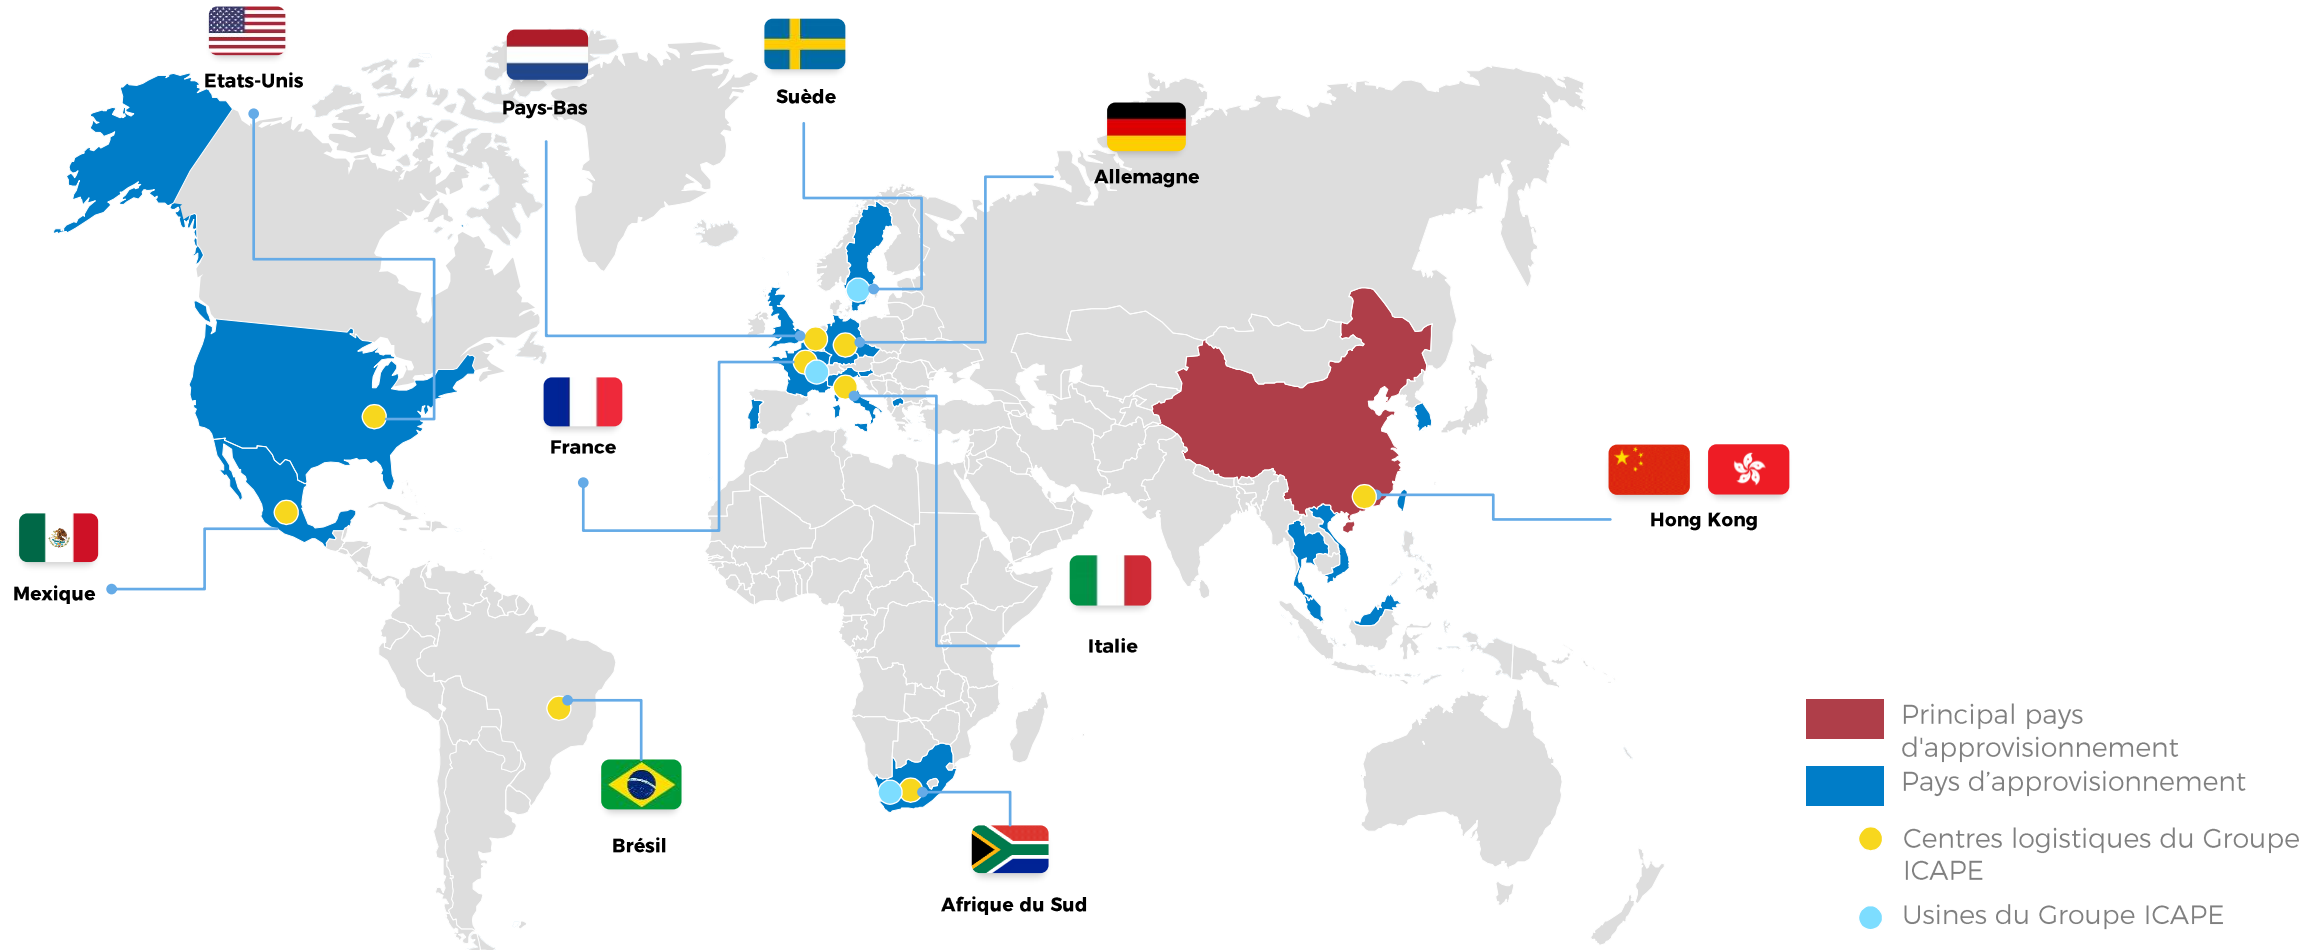 Etats-Unis
Pays-Bas
Suède
Allemagne
France
Hong Kong
Mexique
Italie
Brésil
Afrique du Sud
Principal pays
d'approvisionnement
Pays d’approvisionnement
Centres logistiques du Groupe
ICAPE
Usines du Groupe ICAPE